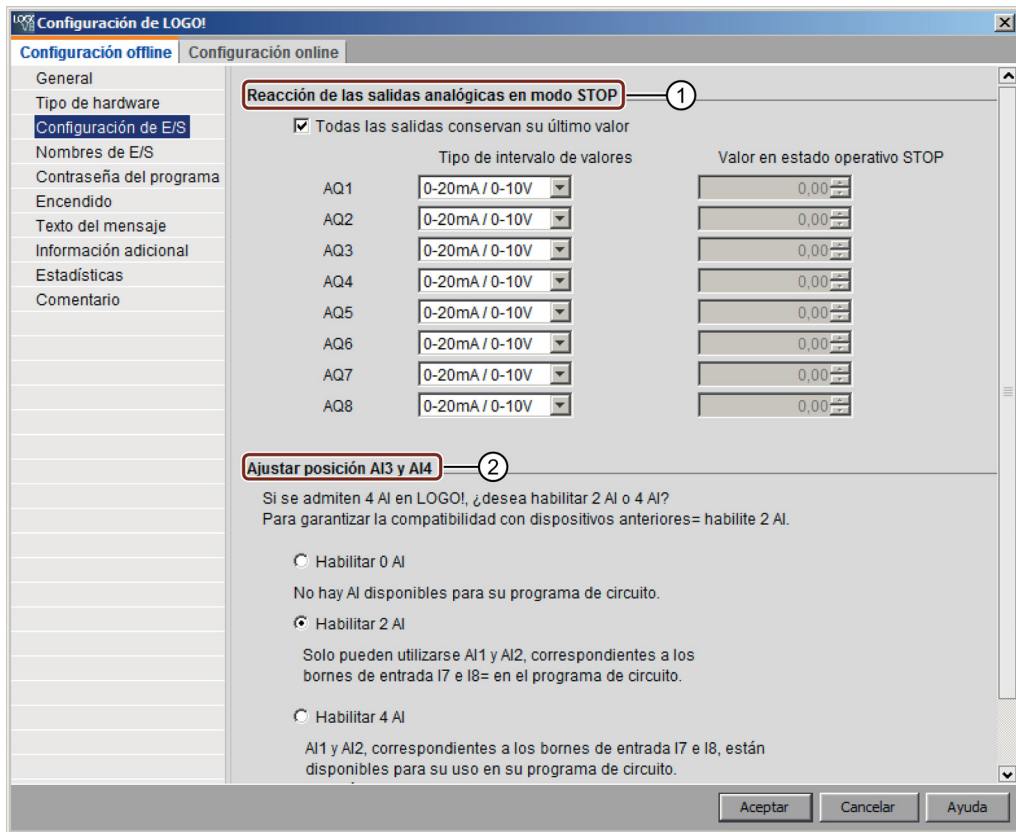 Configuración de LOGO!
Configuración offline Configuración online
General
Tipo de hardware
Configuración de E/S
Nombres de E/S
Contraseña del programa
Encendido
Texto del mensaje
Información adicional
Estadísticas
Comentario
Reacción de las salidas analógicas en modo STOP 1
Todas las salidas conservan su último valor
Tipo de intervalo de valores Valor en estado operativo STOP
AQ1 0-20mA / 0-10V 0,00
AQ2 0-20mA / 0-10V 0,00
AQ3 0-20mA / 0-10V 0,00
AQ4 0-20mA / 0-10V 0,00
AQ5 0-20mA / 0-10V 0,00
AQ6 0-20mA / 0-10V 0,00
AQ7 0-20mA / 0-10V 0,00
AQ8 0-20mA / 0-10V 0,00
Ajustar posición AI3 y AI4 2
Si se admiten 4 AI en LOGO!, ¿desea habilitar 2 AI o 4 AI?
Para garantizar la compatibilidad con dispositivos anteriores= habilite 2 AI.
Habilitar 0 AI
No hay AI disponibles para su programa de circuito.
Habilitar 2 AI
Solo pueden utilizarse AI1 y AI2, correspondientes a los
bornes de entrada I7 e I8= en el programa de circuito.
Habilitar 4 AI
AI1 y AI2, correspondientes a los bornes de entrada I7 e I8, están
disponibles para su uso en su programa de circuito.
Aceptar Cancelar Ayuda